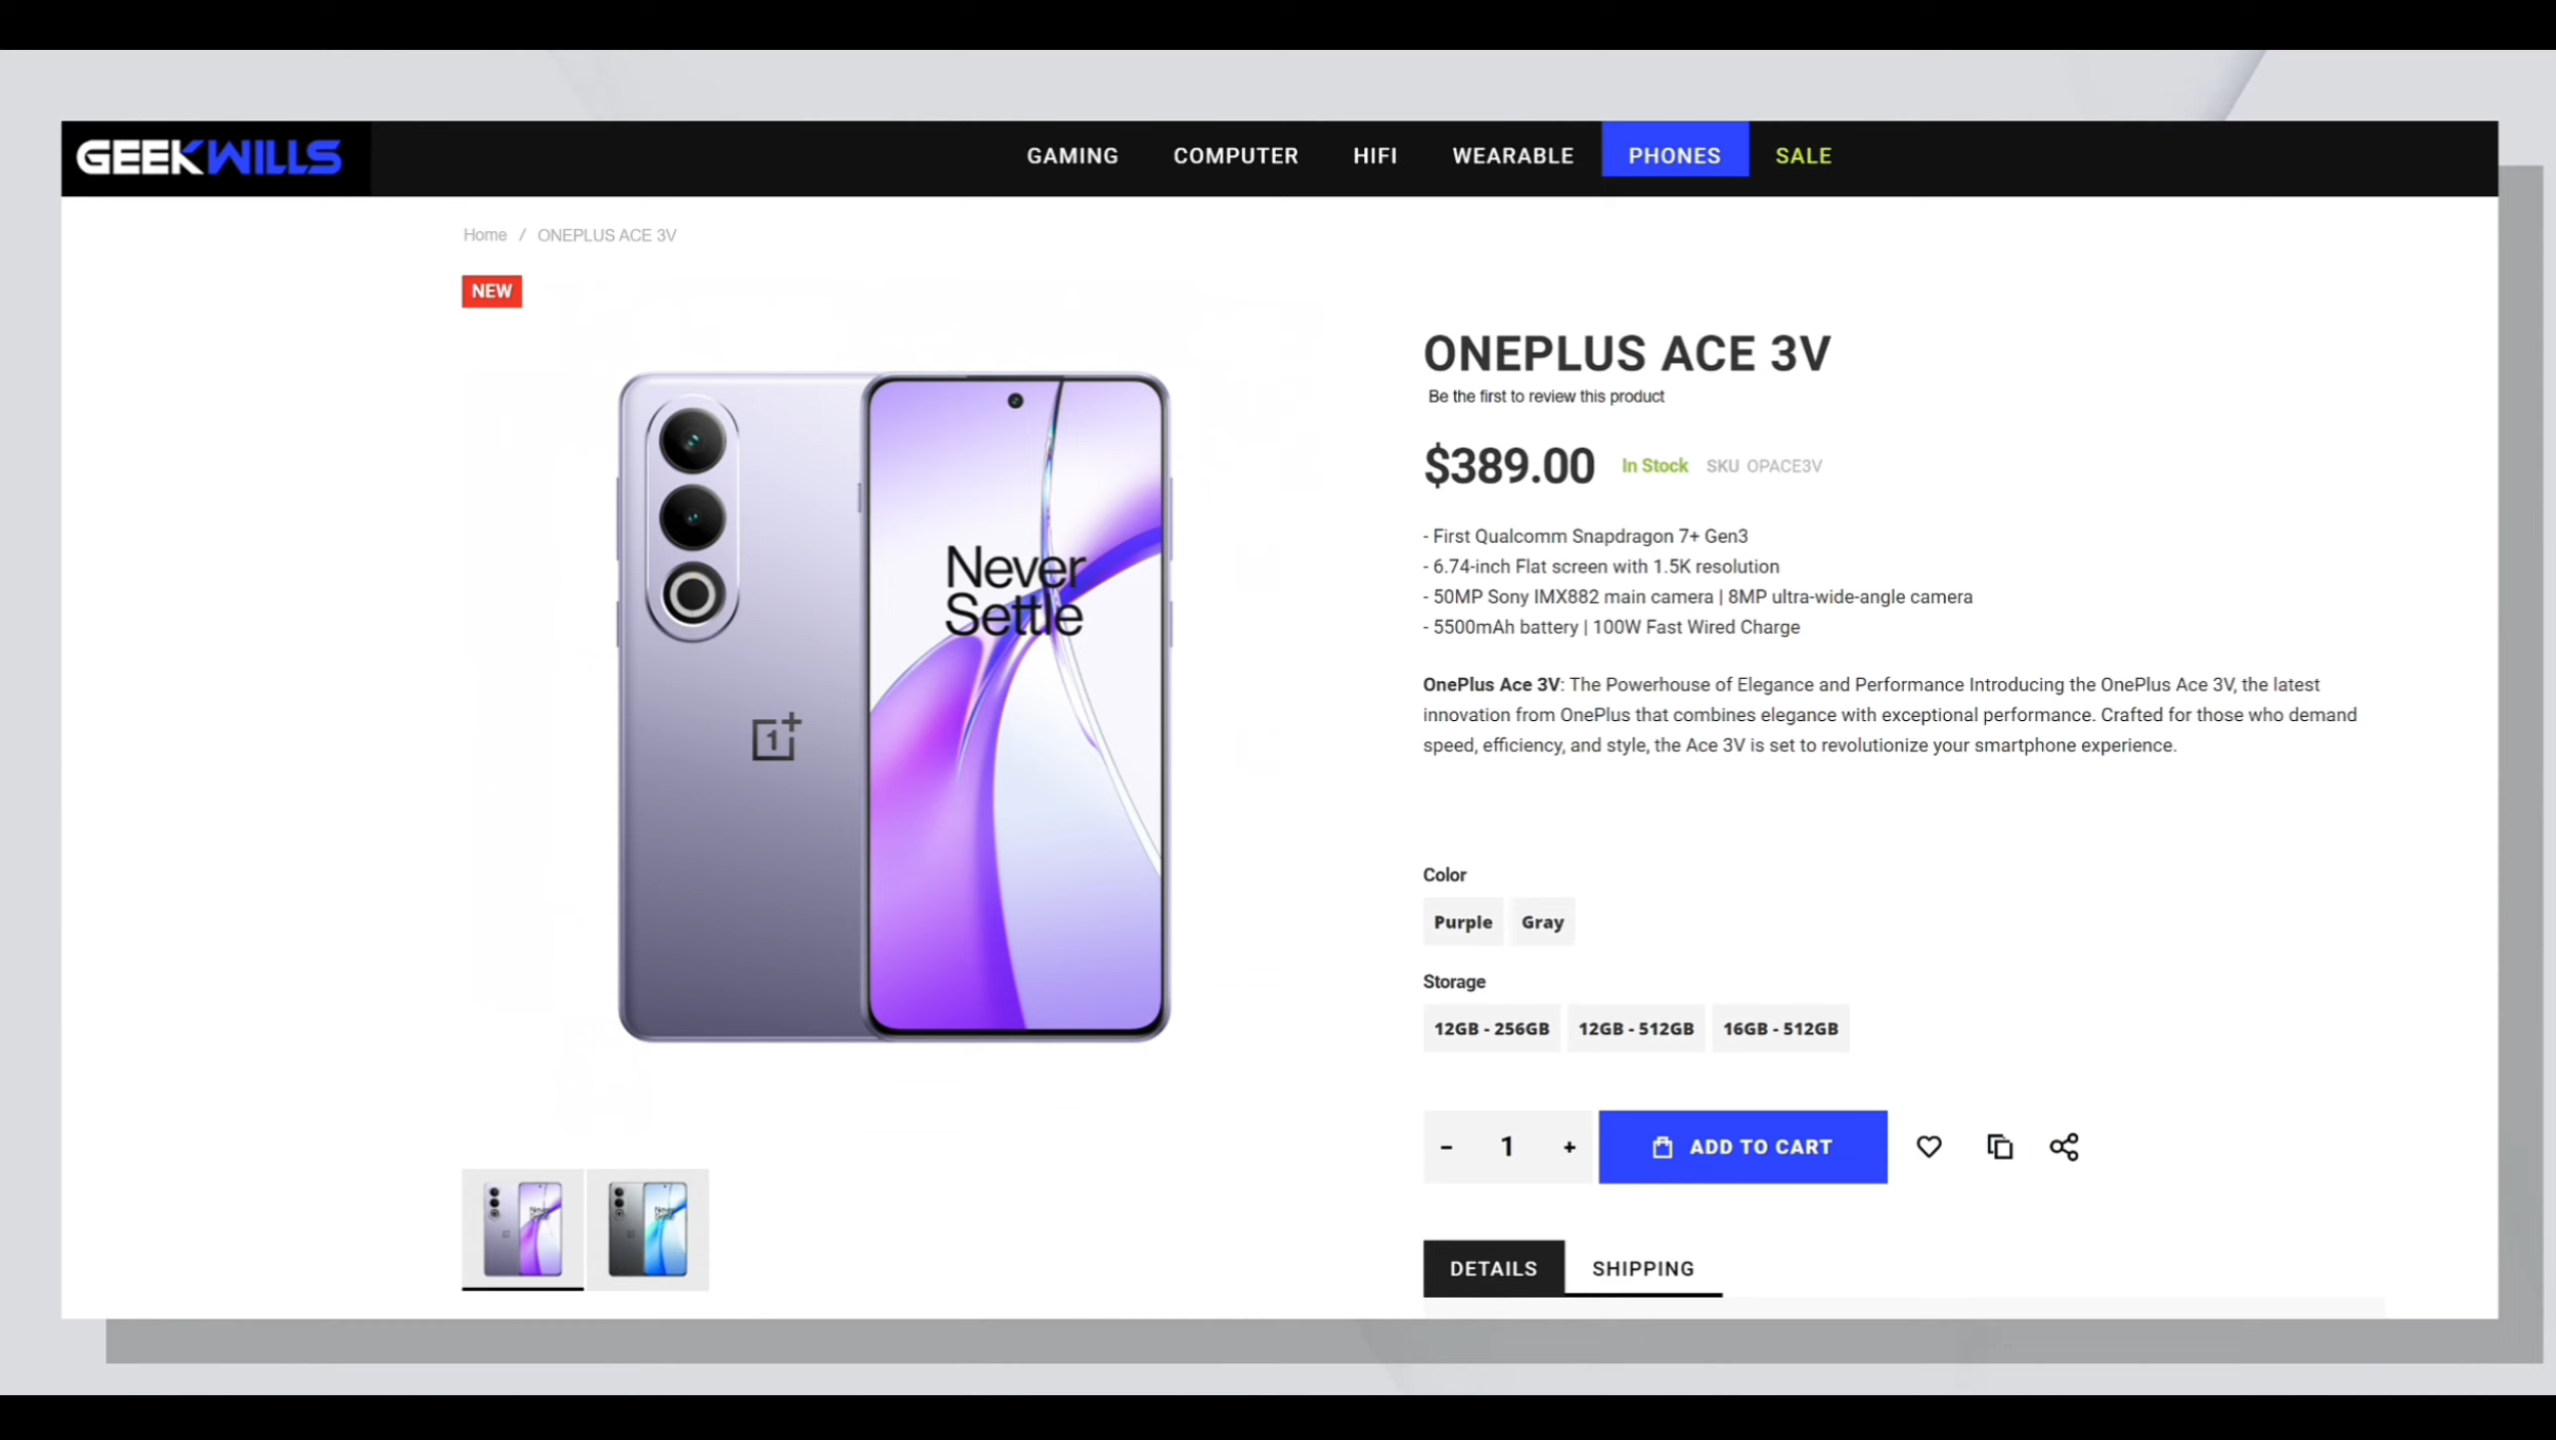 GEEKWILLS
GAMING COMPUTER HIFI WEARABLE PHONES SALE
Home / ONEPLUS ACE 3V
NEW
Never
Settle
1+
ONEPLUS ACE 3V
Be the first to review this product
$389.00 In Stock SKU OPACE3V
- First Qualcomm Snapdragon 7+ Gen3
- 6.74-inch Flat screen with 1.5K resolution
- 50MP Sony IMX882 main camera | 8MP ultra-wide-angle camera
- 5500mAh battery | 100W Fast Wired Charge
OnePlus Ace 3V: The Powerhouse of Elegance and Performance Introducing the OnePlus Ace 3V, the latest
innovation from OnePlus that combines elegance with exceptional performance. Crafted for those who demand
speed, efficiency, and style, the Ace 3V is set to revolutionize your smartphone experience.
Color
Purple Gray
Storage
12GB - 256GB 12GB - 512GB 16GB - 512GB
- 1 + ADD TO CART
Never
Settle
Never
Settle
DETAILS SHIPPING